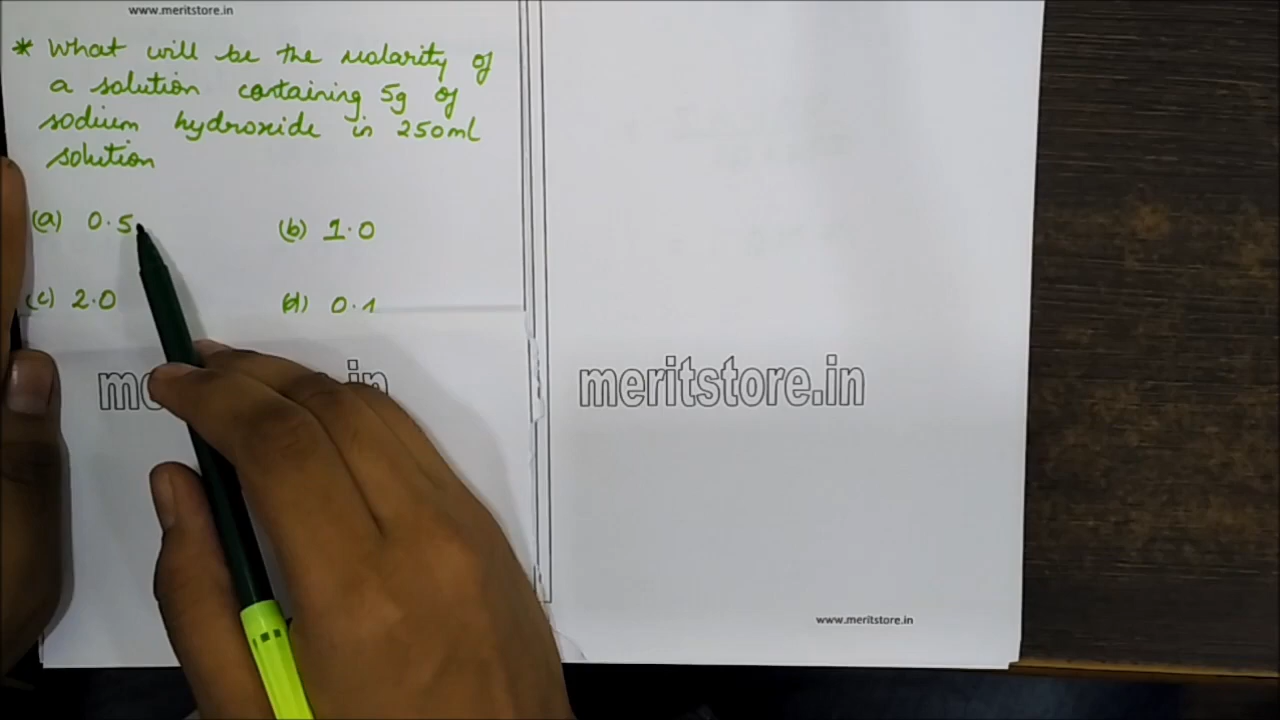 www.meritstore.in
* What will be the molarity of
a solution containing 5g of
sodium hydroxide in 250ml
solution
(a) 0.5
(b) 1.0
(c) 2.0
(d) 0.1
meritstore.in
www.meritstore.in